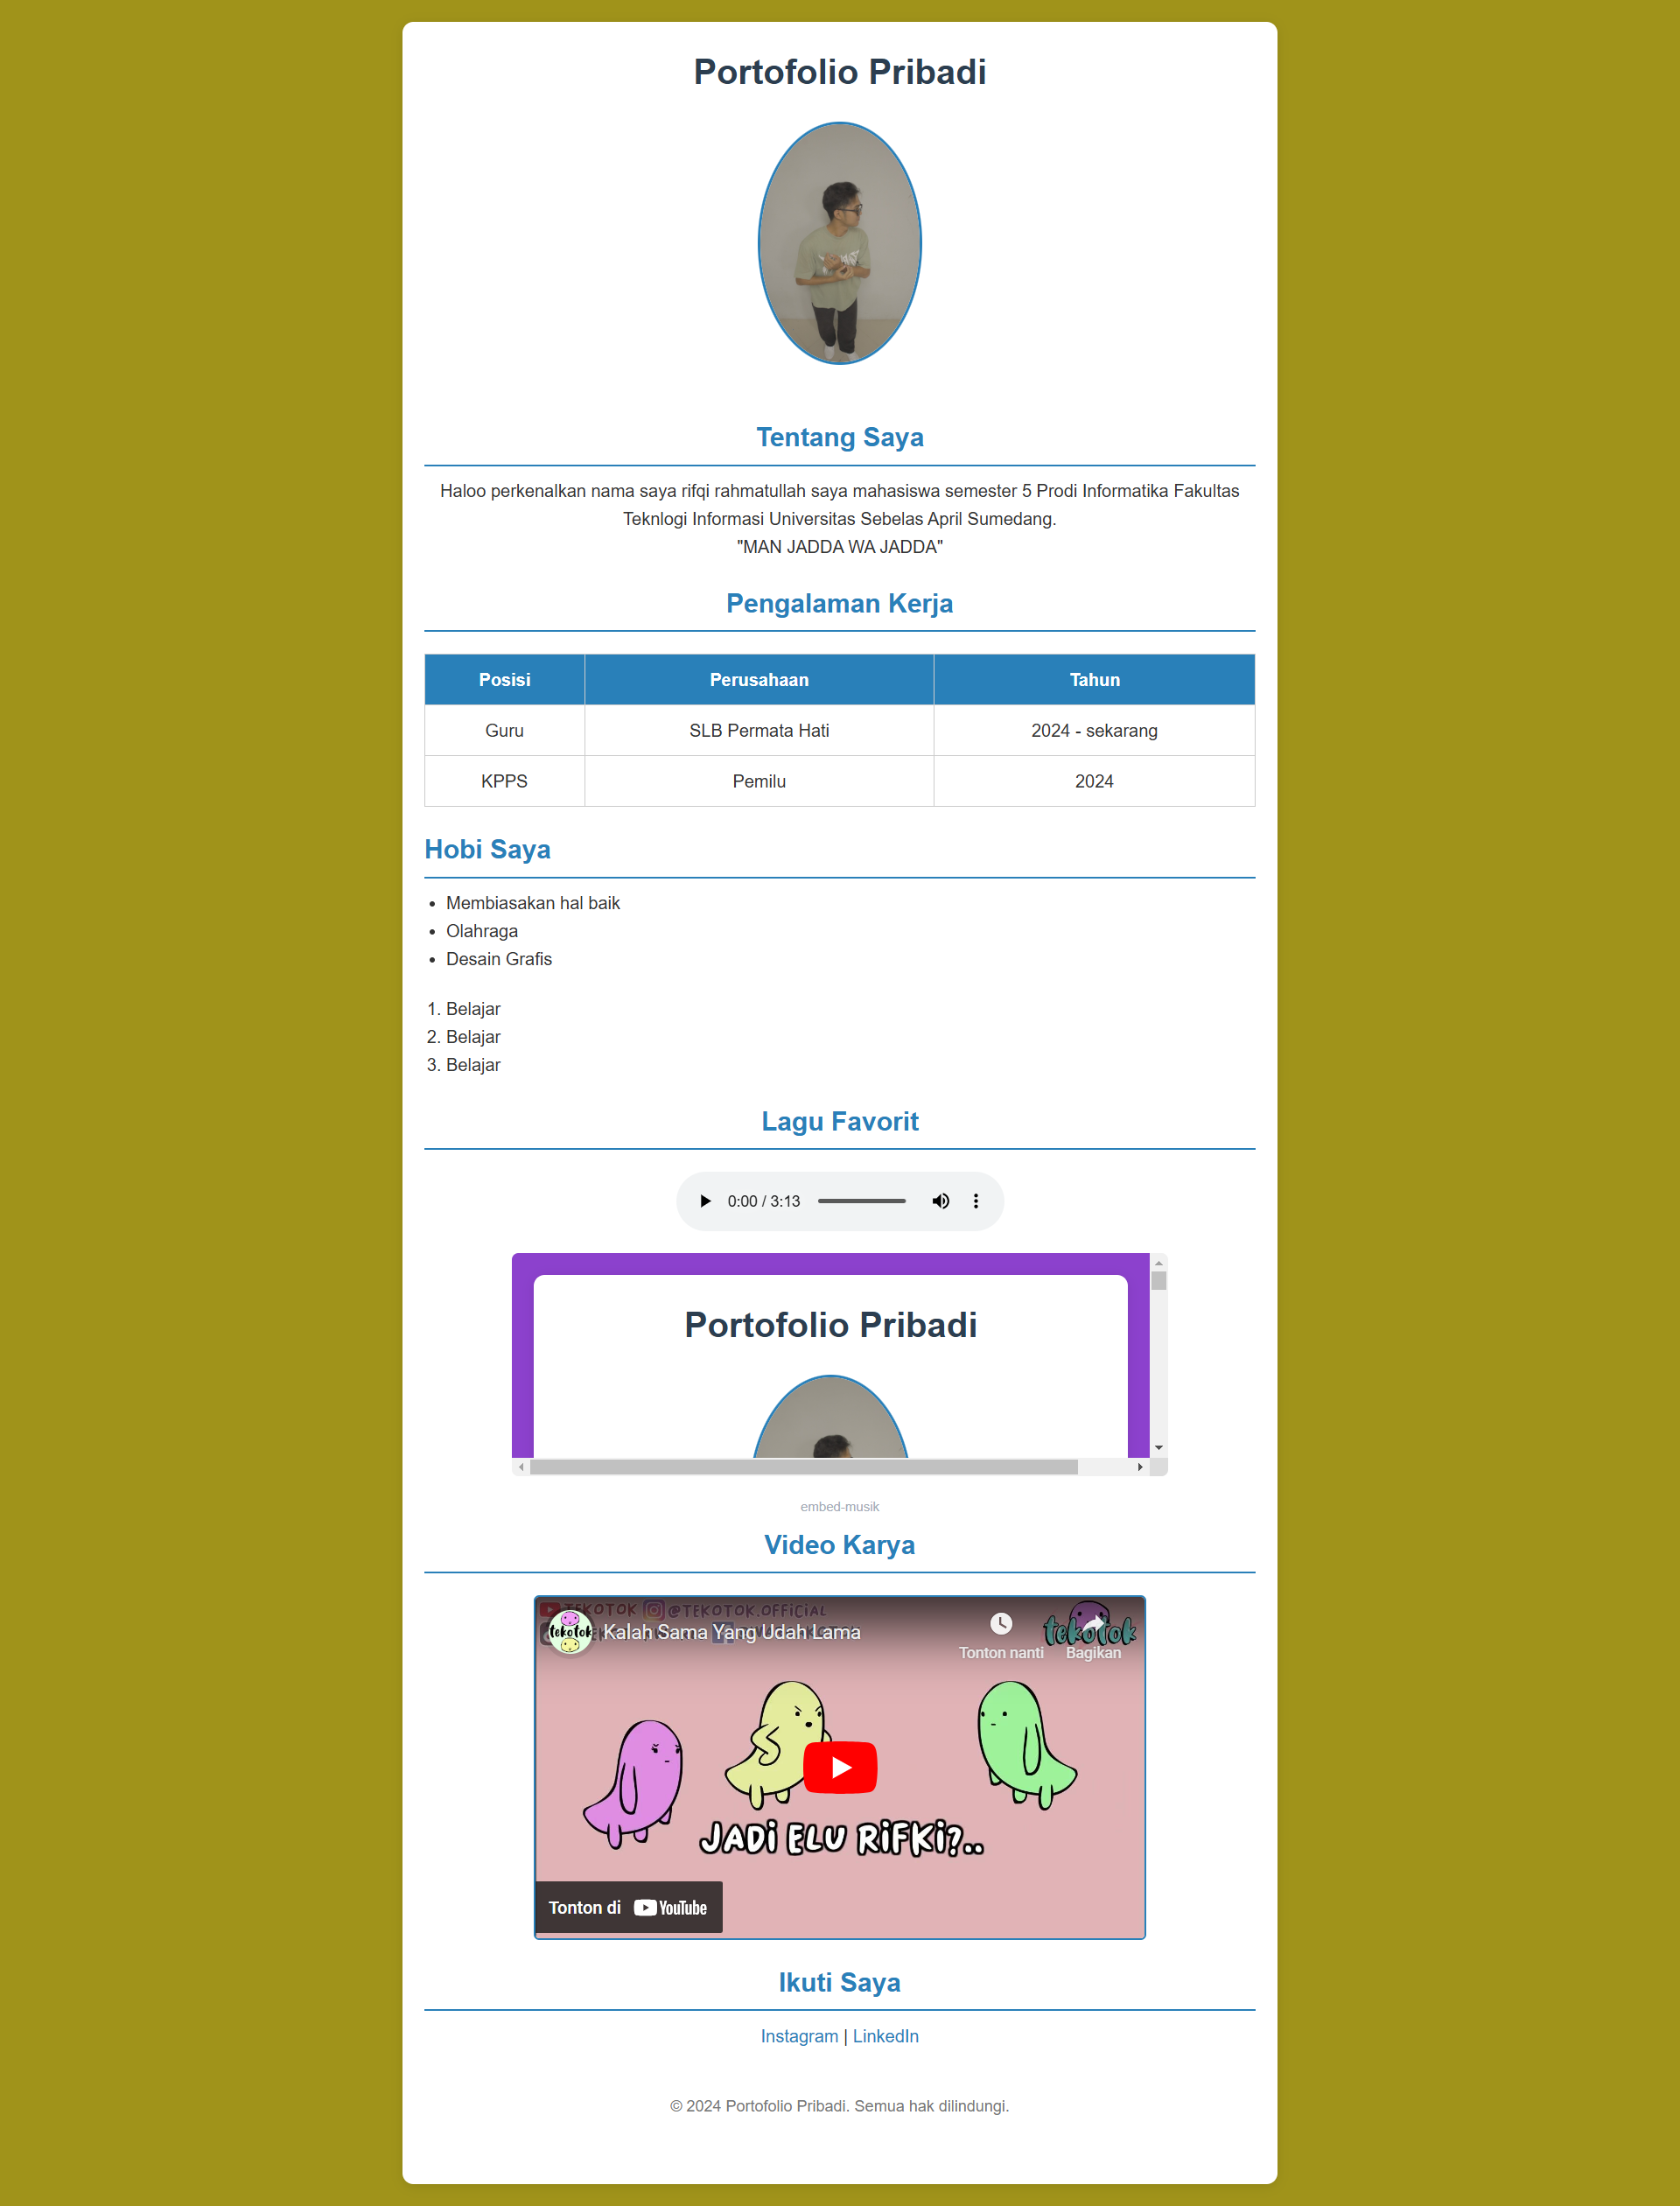 Portofolio Pribadi
Tentang Saya
Haloo perkenalkan nama saya rifqi rahmatullah saya mahasiswa semester 5 Prodi Informatika Fakultas
Teknlogi Informasi Universitas Sebelas April Sumedang.
"MAN JADDA WA JADDA"
Pengalaman Kerja
Posisi Perusahaan Tahun
Guru SLB Permata Hati 2024 - sekarang
KPPS Pemilu 2024
Hobi Saya
• Membiasakan hal baik
• Olahraga
• Desain Grafis
1. Belajar
2. Belajar
3. Belajar
Lagu Favorit
0:00 / 3:13
Portofolio Pribadi
embed-musik
Video Karya
TEKOTOK @TEKOTOK.OFFiCiAL
tekotok Kalah Sama Yang Udah Lama tekotok
Tonton nanti Bagikan
JADi ELU RiFKi?..
Tonton di YouTube
Ikuti Saya
Instagram | LinkedIn
© 2024 Portofolio Pribadi. Semua hak dilindungi.